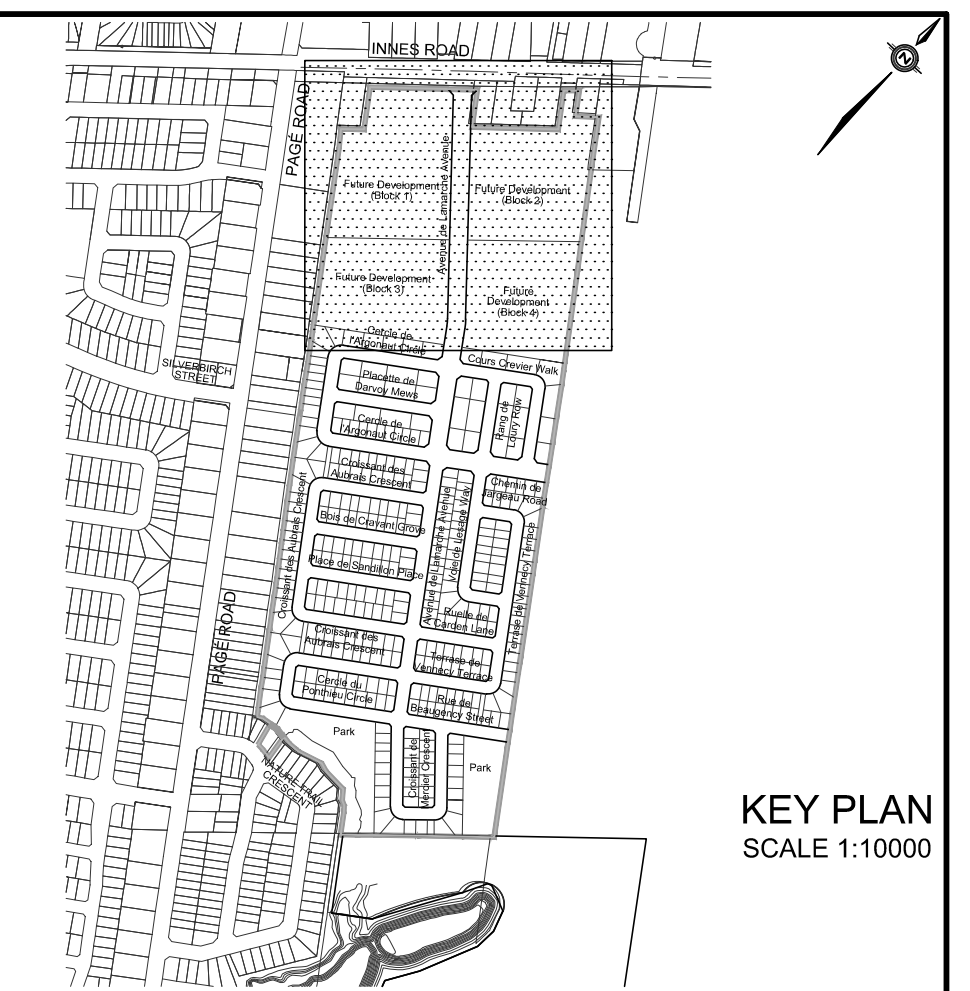 INNES ROAD
N
PAGÉ ROAD
Avenue de Lamarche Avenue
Future Development
(Block 1)
Future Development
(Block 2)
Future Development
(Block 3)
Future
Development
(Block 4)
Cercle de
l'Argonaut Circle
Cours Crevier Walk
SILVERBIRCH
STREET
Placette de
Darvoy Mews
Rang de
Loury Row
Cercle de
l'Argonaut Circle
Croissant des
Aubrais Crescent
Chemin de
Jargeau Road
Croissant des Aubrais Crescent
Bois de Cravant Grove
Avenue de Lamarche Avenue
Voie de Lesage Way
Terrasse de Vennecy Terrace
Place de Sandillon Place
Ruelle de
Carden Lane
PAGÉ ROAD
Croissant des
Aubrais Crescent
Terrase de
Vennecy Terrace
Cercle du
Ponthieu Circle
Rue de
Beaugency Street
Park
Croissant de
Mercier Crescent
Park
NATURE TRAIL
CRESCENT
KEY PLAN
SCALE 1:10000